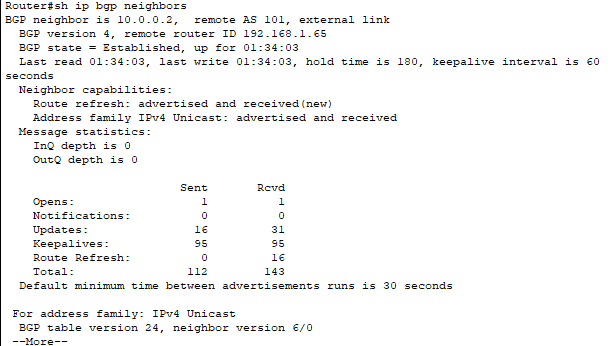 Router#sh ip bgp neighbors
BGP neighbor is 10.0.0.2,  remote AS 101, external link
  BGP version 4, remote router ID 192.168.1.65
  BGP state = Established, up for 01:34:03
  Last read 01:34:03, last write 01:34:03, hold time is 180, keepalive interval is 60
seconds
  Neighbor capabilities:
    Route refresh: advertised and received(new)
    Address family IPv4 Unicast: advertised and received
  Message statistics:
    InQ depth is 0
    OutQ depth is 0
                         Sent       Rcvd
    Opens:                  1          1
    Notifications:          0          0
    Updates:               16         31
    Keepalives:            95         95
    Route Refresh:          0         16
    Total:                112        143
  Default minimum time between advertisements runs is 30 seconds
 For address family: IPv4 Unicast
  BGP table version 24, neighbor version 6/0
 --More--